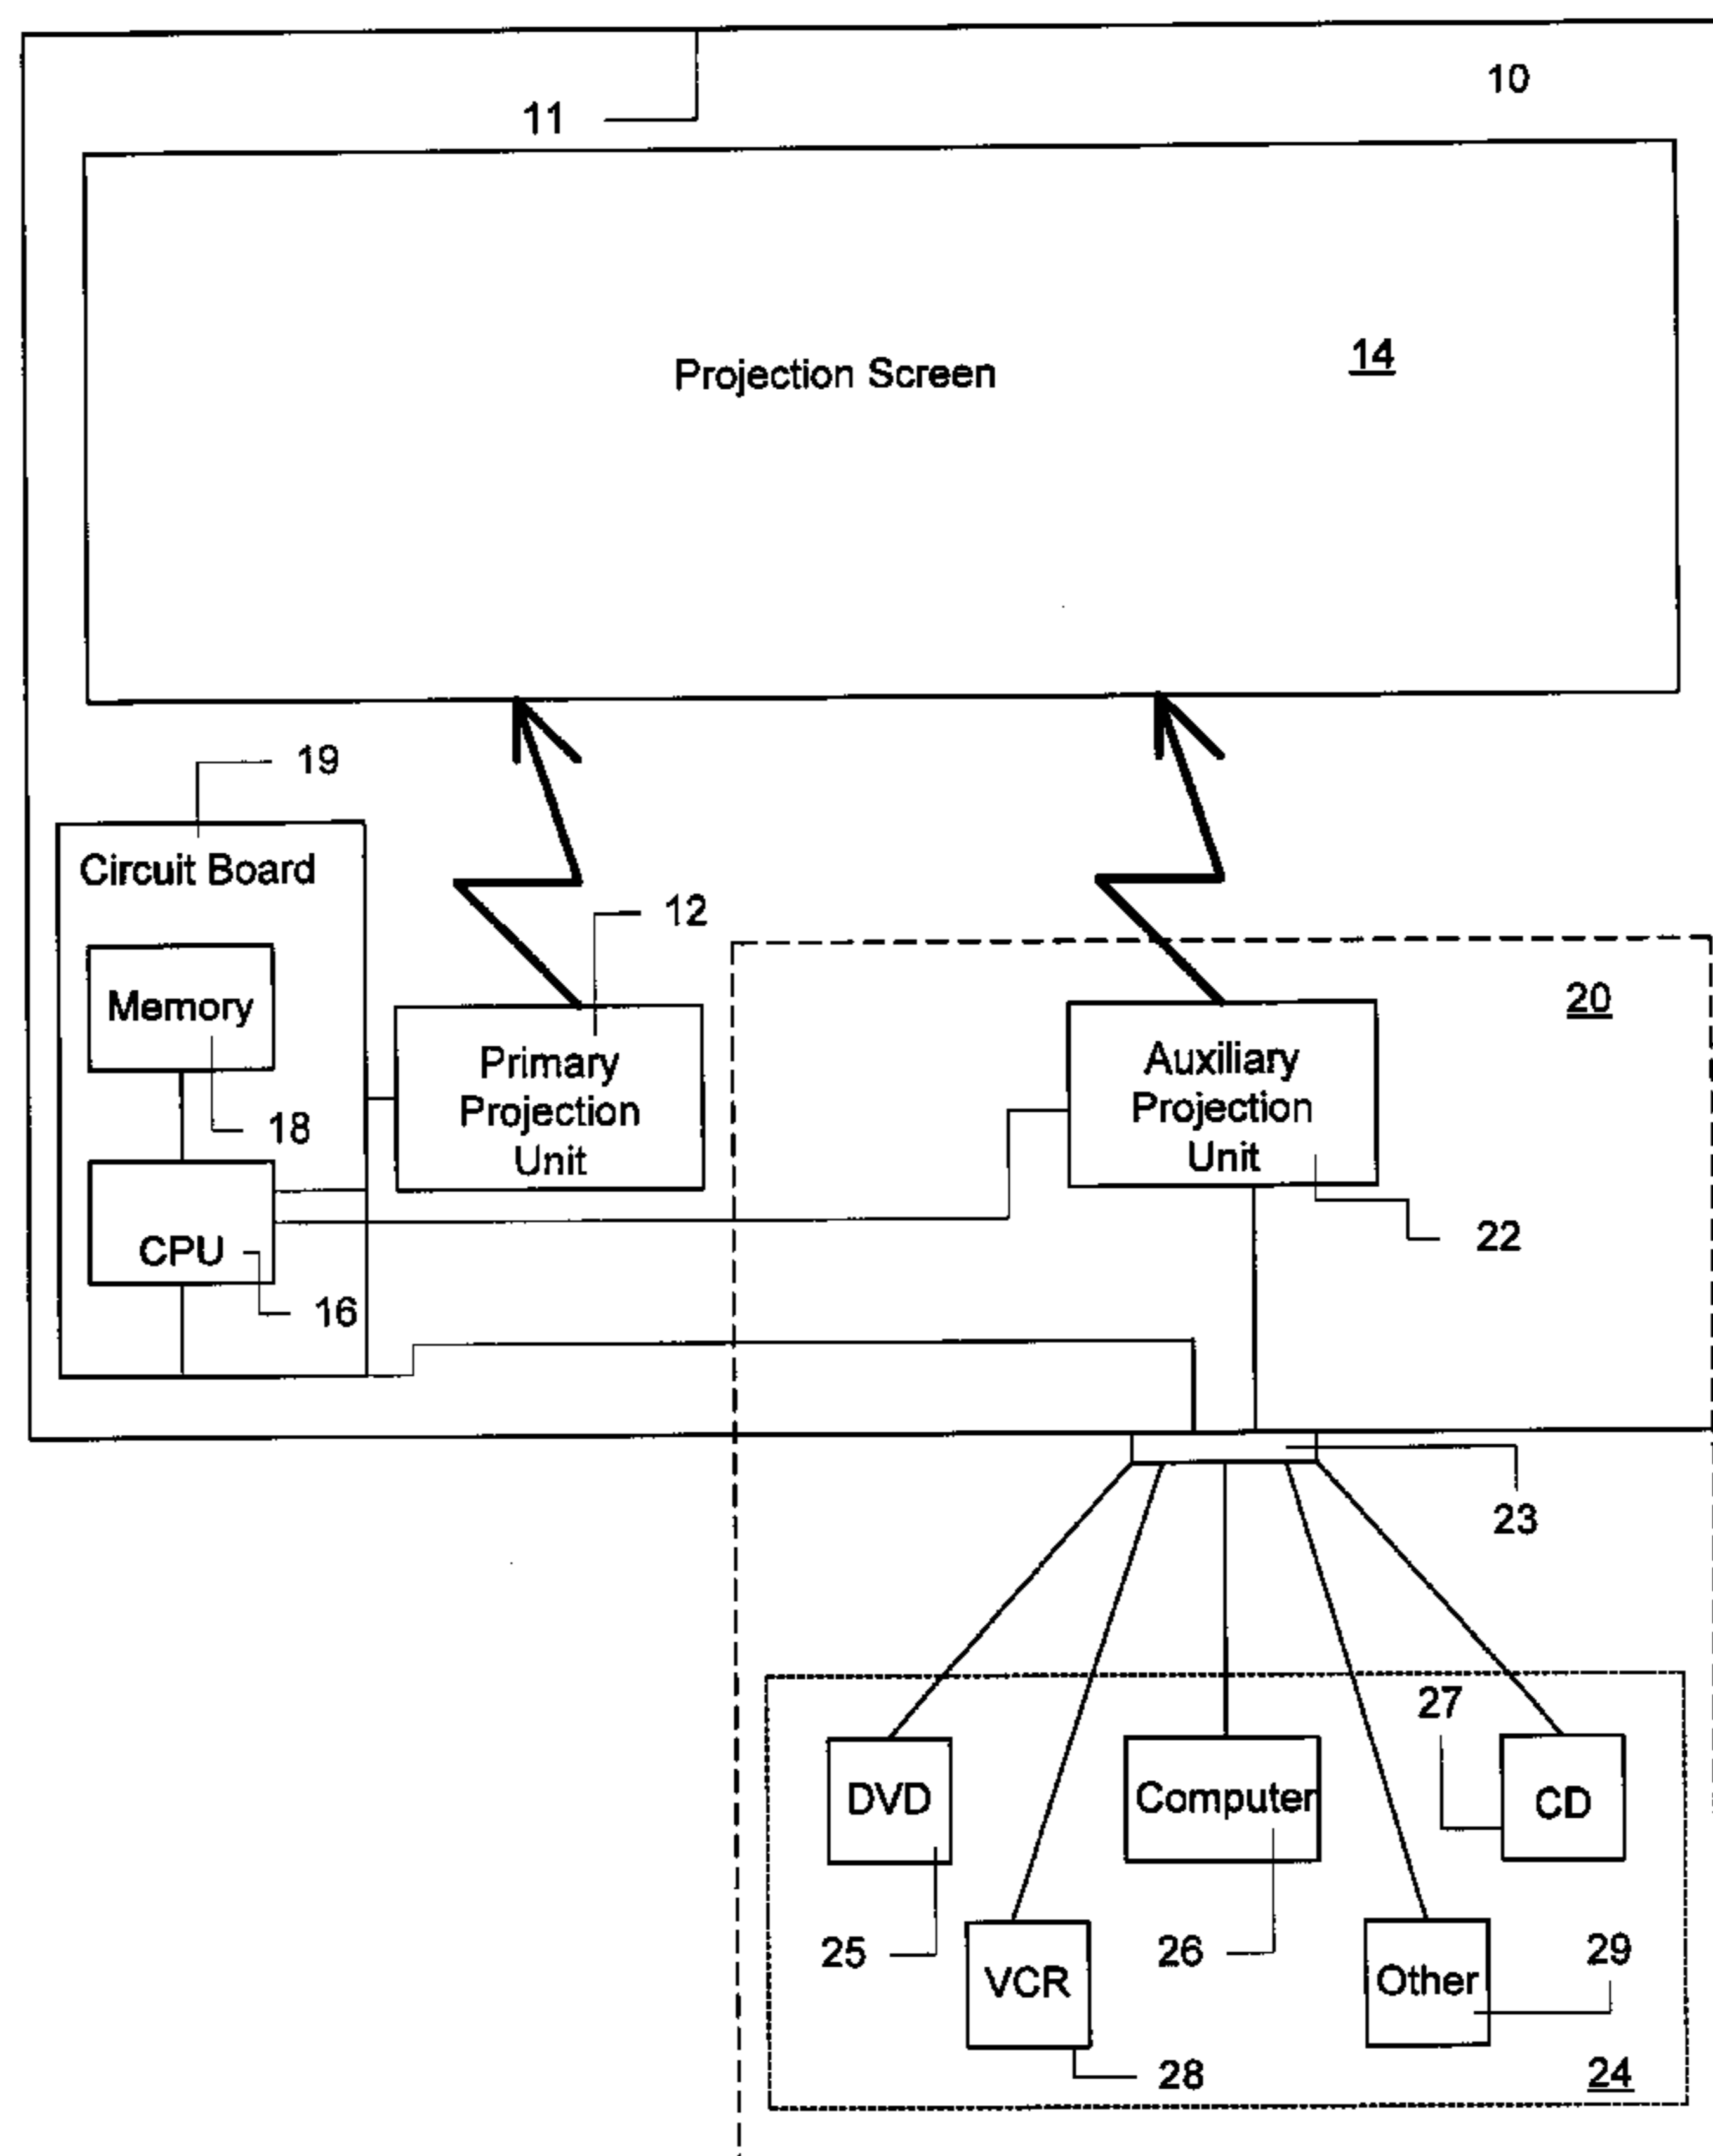 10
11
Projection Screen
14
19
Circuit Board
12
Memory
20
Primary
Projection
Unit
Auxiliary
Projection
Unit
18
CPU
22
16
23
27
DVD
Computer
CD
25
26
29
VCR
Other
28
24